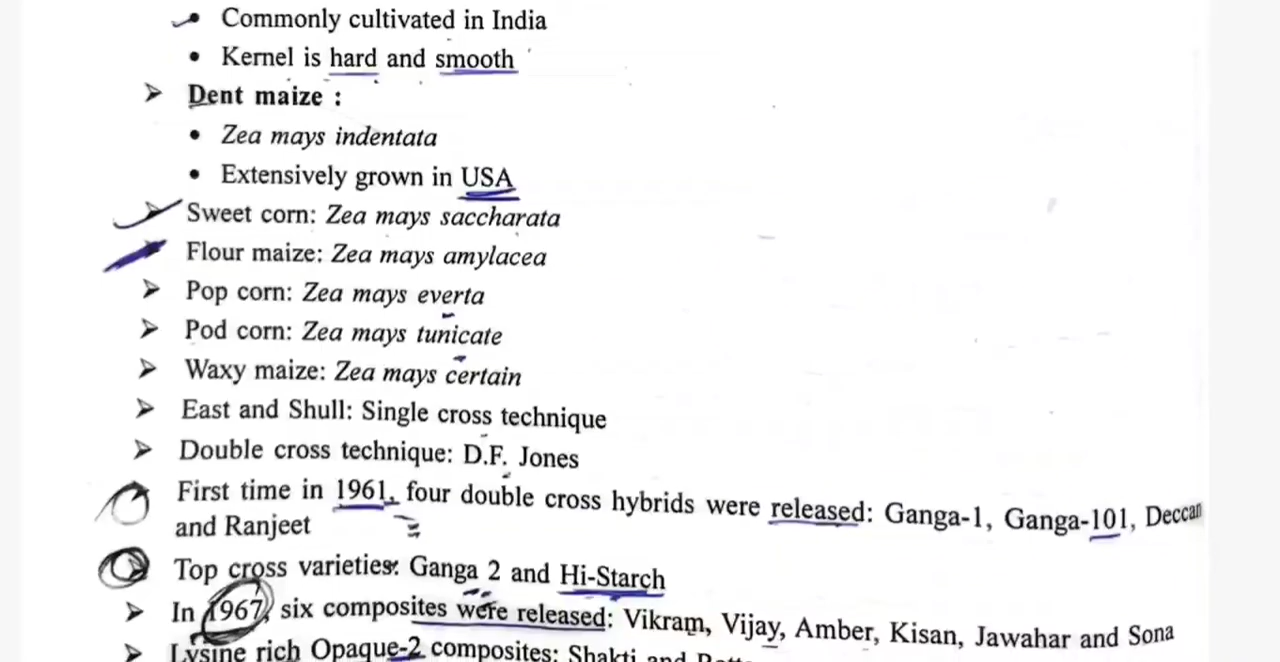 • Commonly cultivated in India
• Kernel is hard and smooth
➢ Dent maize :
• Zea mays indentata
• Extensively grown in USA
➢ Sweet corn: Zea mays saccharata
Flour maize: Zea mays amylacea
➢ Pop corn: Zea mays everta
➢ Pod corn: Zea mays tunicate
➢ Waxy maize: Zea mays certain
➢ East and Shull: Single cross technique
➢ Double cross technique: D.F. Jones
First time in 1961, four double cross hybrids were released: Ganga-1, Ganga-101, Deccan
and Ranjeet
Top cross varieties: Ganga 2 and Hi-Starch
➢ In 1967, six composites were released: Vikram, Vijay, Amber, Kisan, Jawahar and Sona
➢ Lysine rich Opaque-2 composites: Shakti and